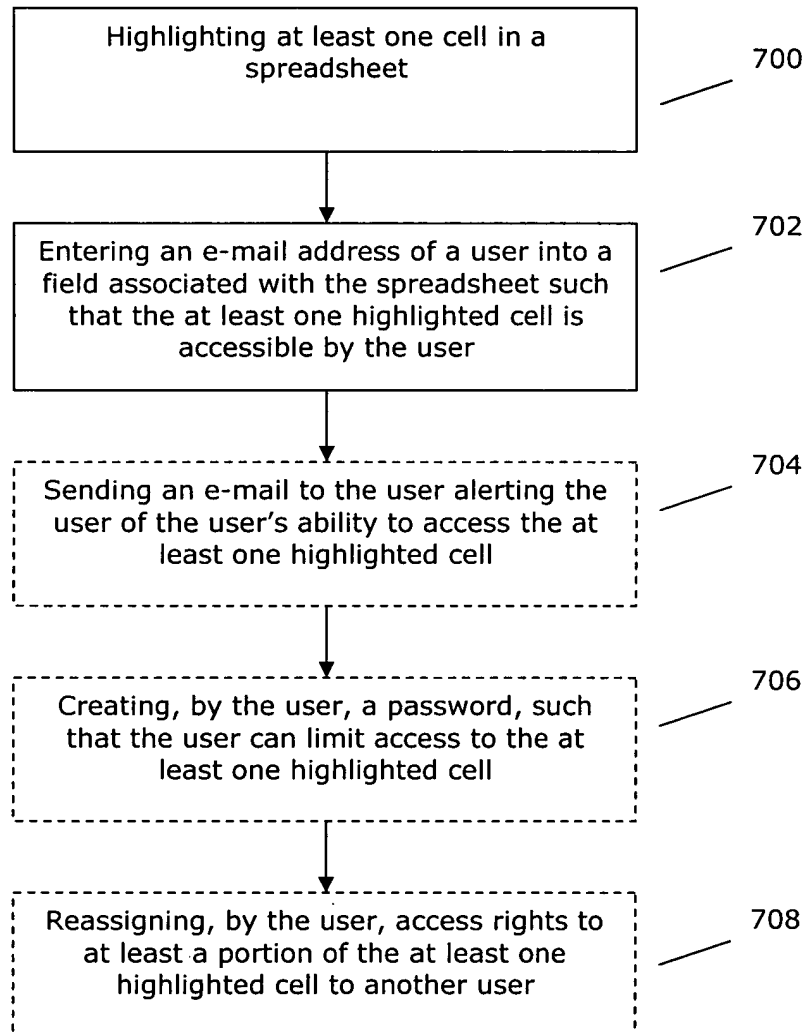 Highlighting at least one cell in a
spreadsheet
700
Entering an e-mail address of a user into a
field associated with the spreadsheet such
that the at least one highlighted cell is
accessible by the user
702
Sending an e-mail to the user alerting the
user of the user's ability to access the at
least one highlighted cell
704
Creating, by the user, a password, such
that the user can limit access to the at
least one highlighted cell
706
Reassigning, by the user, access rights to
at least a portion of the at least one
highlighted cell to another user
708